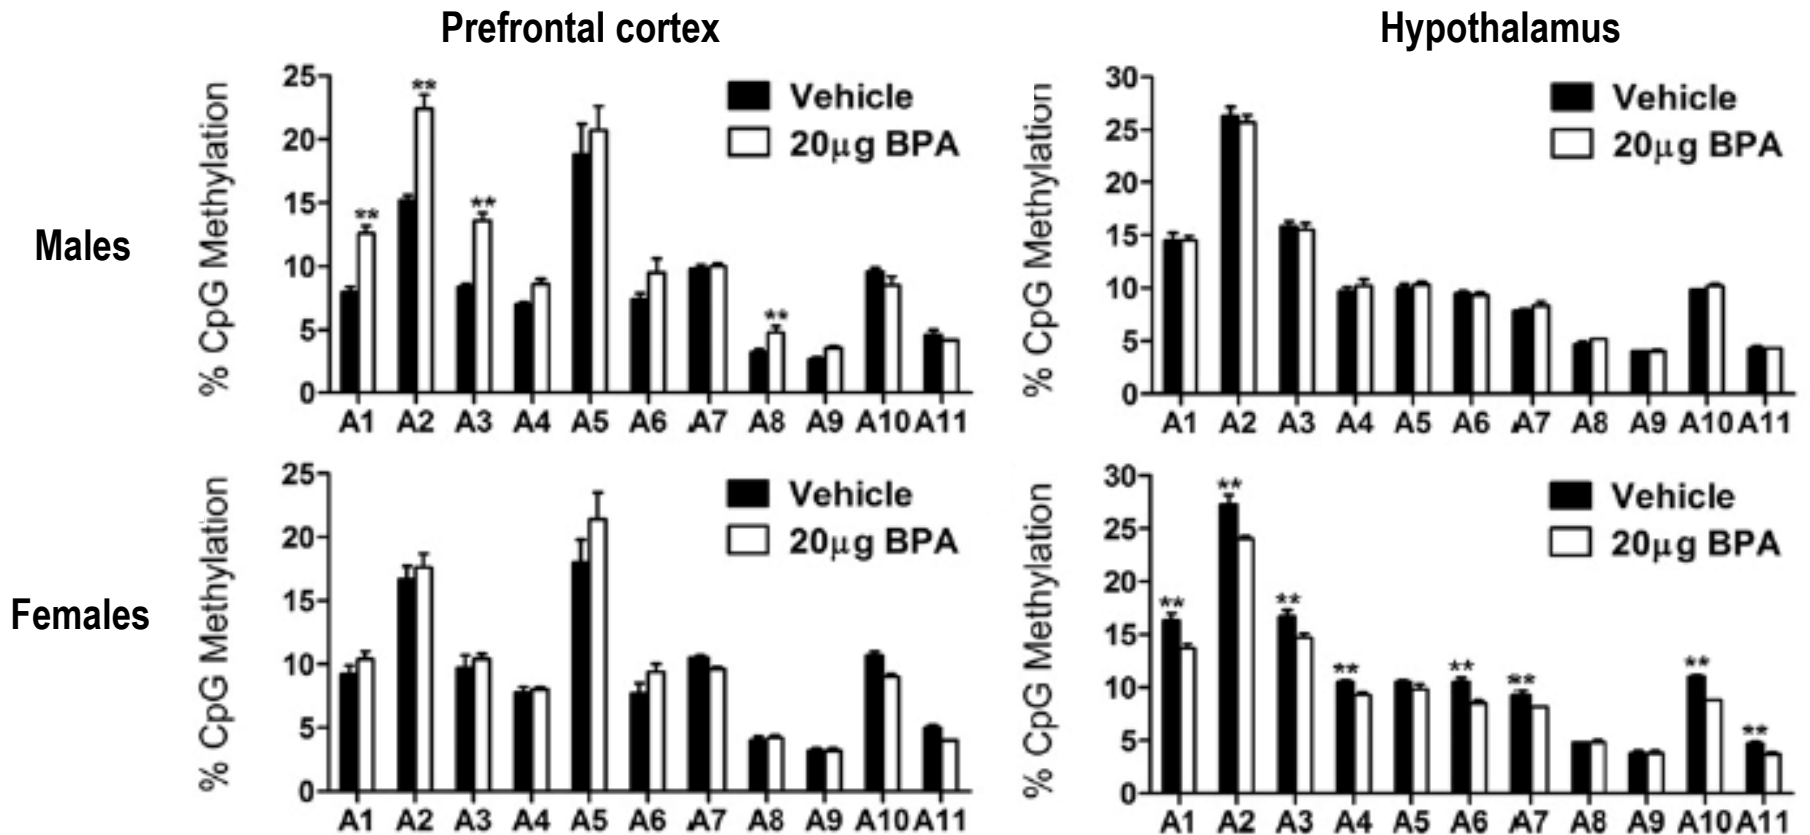 Prefrontal cortex
Hypothalamus
Males
Females
% CpG Methylation
25
20
15
10
5
0
**
**
**
**
Vehicle
20μg BPA
A1 A2 A3 A4 A5 A6 A7 A8 A9 A10 A11
% CpG Methylation
30
25
20
15
10
5
0
Vehicle
20μg BPA
A1 A2 A3 A4 A5 A6 A7 A8 A9 A10 A11
% CpG Methylation
25
20
15
10
5
0
Vehicle
20μg BPA
A1 A2 A3 A4 A5 A6 A7 A8 A9 A10 A11
% CpG Methylation
30
25
20
15
10
5
0
**
**
**
**
**
**
**
**
Vehicle
20μg BPA
A1 A2 A3 A4 A5 A6 A7 A8 A9 A10 A11